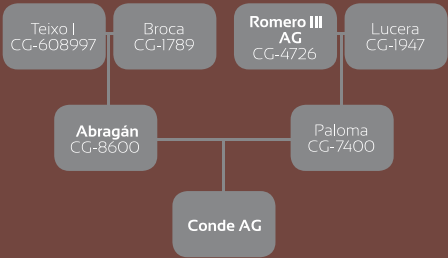 Teixo I
CG-608997
Broca
CG-1789
Romero III
AG
CG-4726
Lucera
CG-1947
Abragán
CG-8600
Paloma
CG-7400
Conde AG